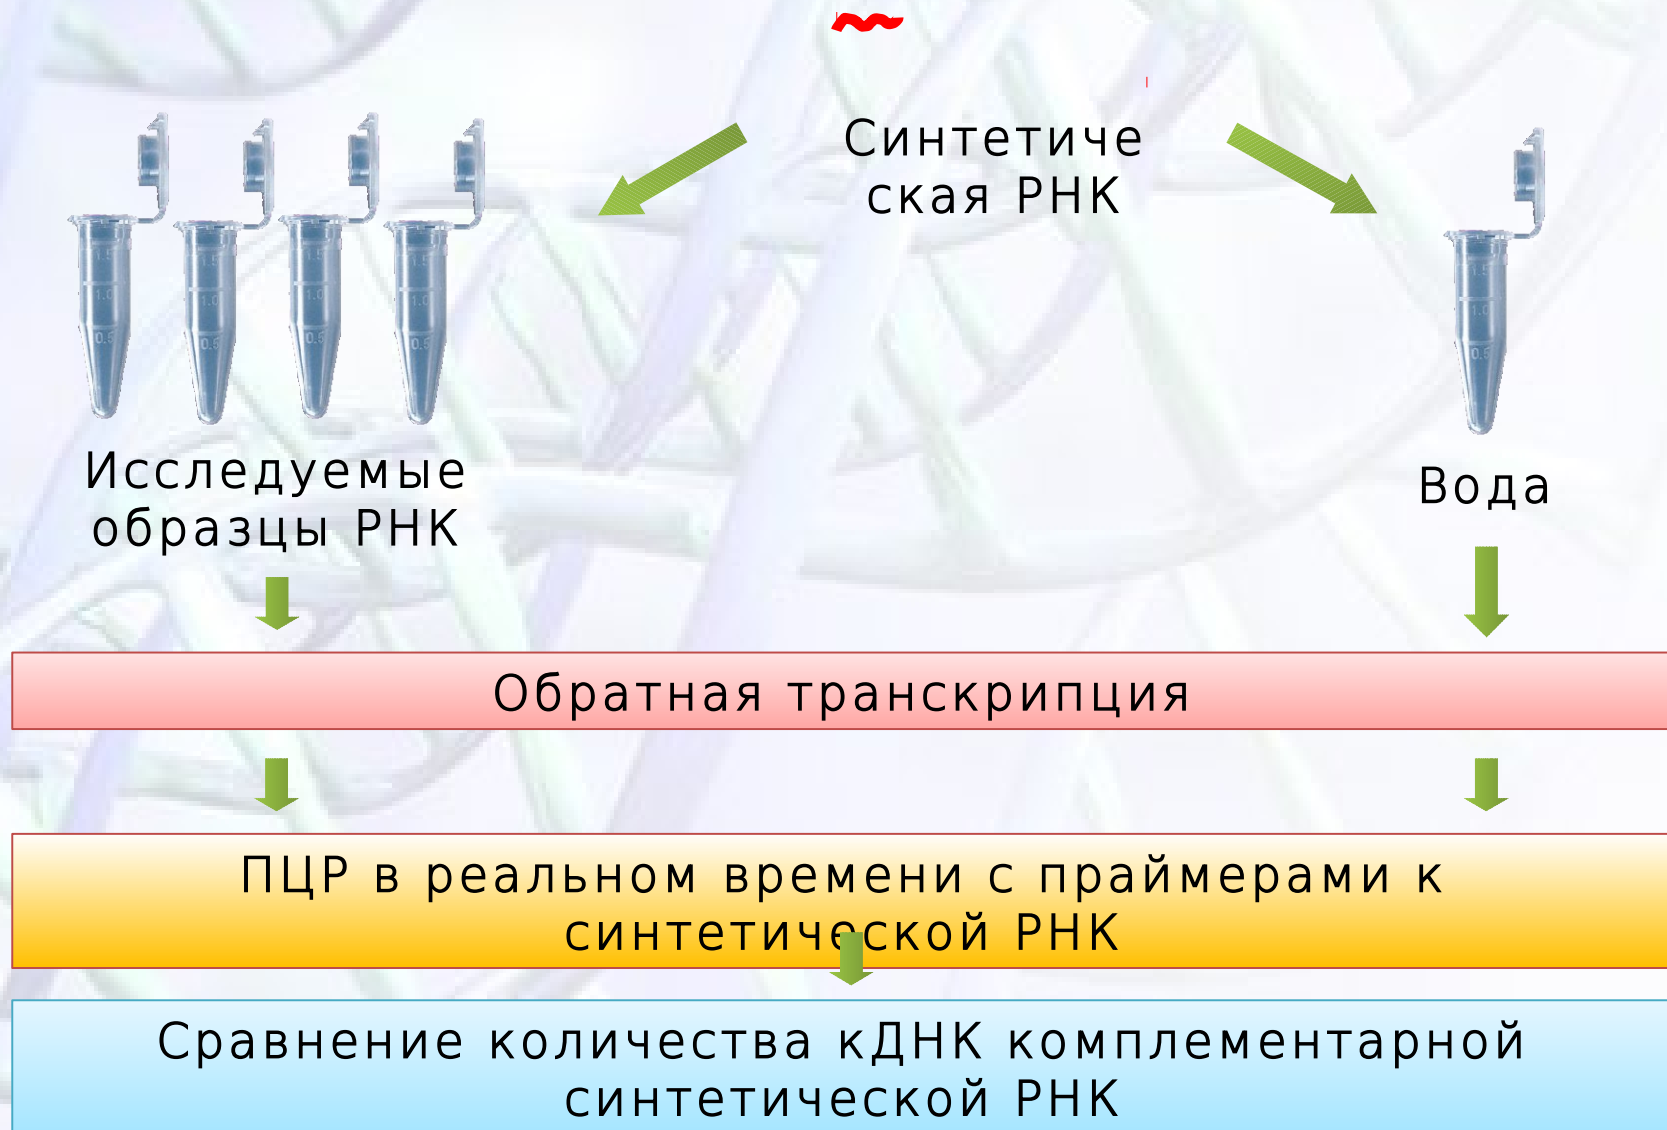 Синтетиче
ская РНК
Исследуемые
образцы РНК
Вода
Обратная транскрипция
ПЦР в реальном времени с праймерами к
синтетической РНК
Сравнение количества кДНК комплементарной
синтетической РНК